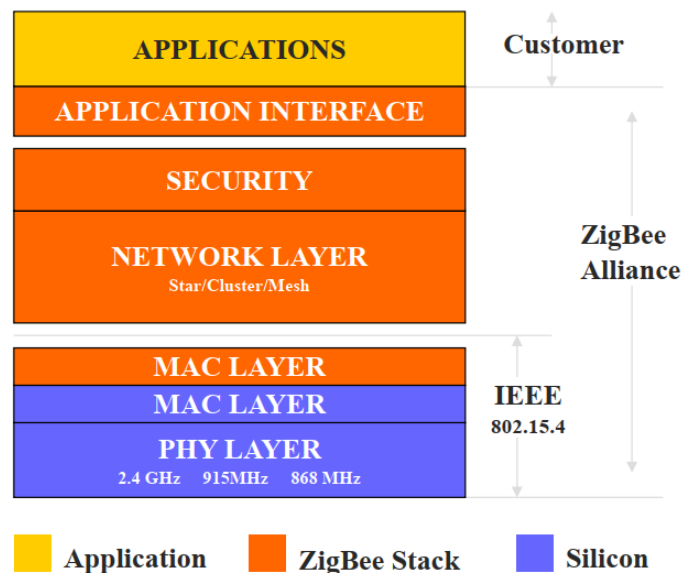 APPLICATIONS
Customer
APPLICATION INTERFACE
SECURITY
NETWORK LAYER
Star/Cluster/Mesh
ZigBee
Alliance
MAC LAYER
MAC LAYER
IEEE
802.15.4
PHY LAYER
2.4 GHz 915MHz 868 MHz
Application ZigBee Stack Silicon